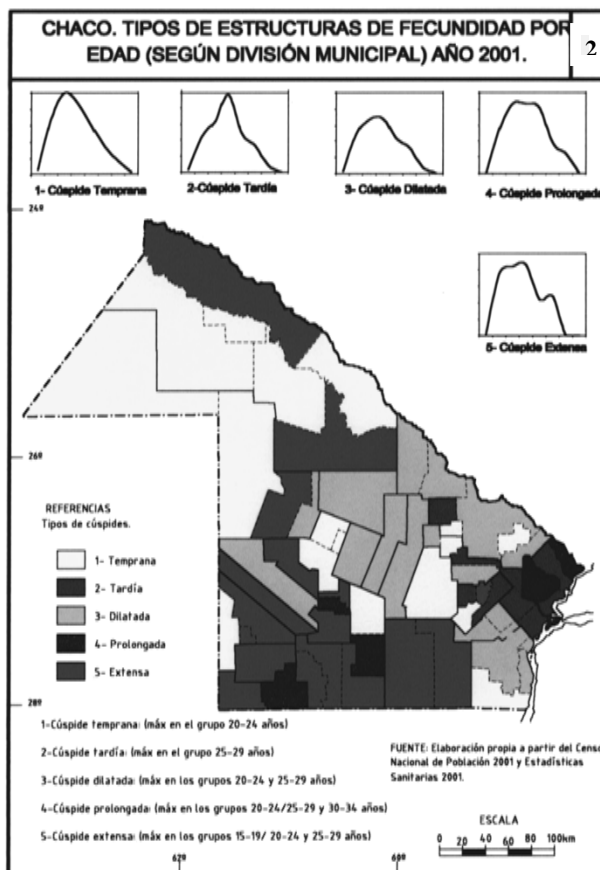 CHACO. TIPOS DE ESTRUCTURAS DE FECUNDIDAD POR
EDAD (SEGÚN DIVISIÓN MUNICIPAL) AÑO 2001.
2
1- Cúspide Temprana
2-Cúspide Tardía
3- Cúspide Dilatada
4- Cúspide Prolongada
24º
5- Cúspide Extensa
26º
REFERENCIAS
Tipos de cúspides.
1- Temprana
2- Tardía
3- Dilatada
4- Prolongada
5- Extensa
28º
1-Cúspide temprana: (máx en el grupo 20-24 años)
2-Cúspide tardía: (máx en el grupo 25-29 años)
3-Cúspide dilatada: (máx en los grupos 20-24 y 25-29 años)
4-Cúspide prolongada: (máx en los grupos 20-24/25-29 y 30-34 años)
5-Cúspide extensa: (máx en los grupos 15-19/ 20-24 y 25-29 años)
FUENTE: Elaboración propia a partir del Censo
Nacional de Población 2001 y Estadísticas
Sanitarias 2001.
ESCALA
0 20 40 60 80 100km
62º
60º